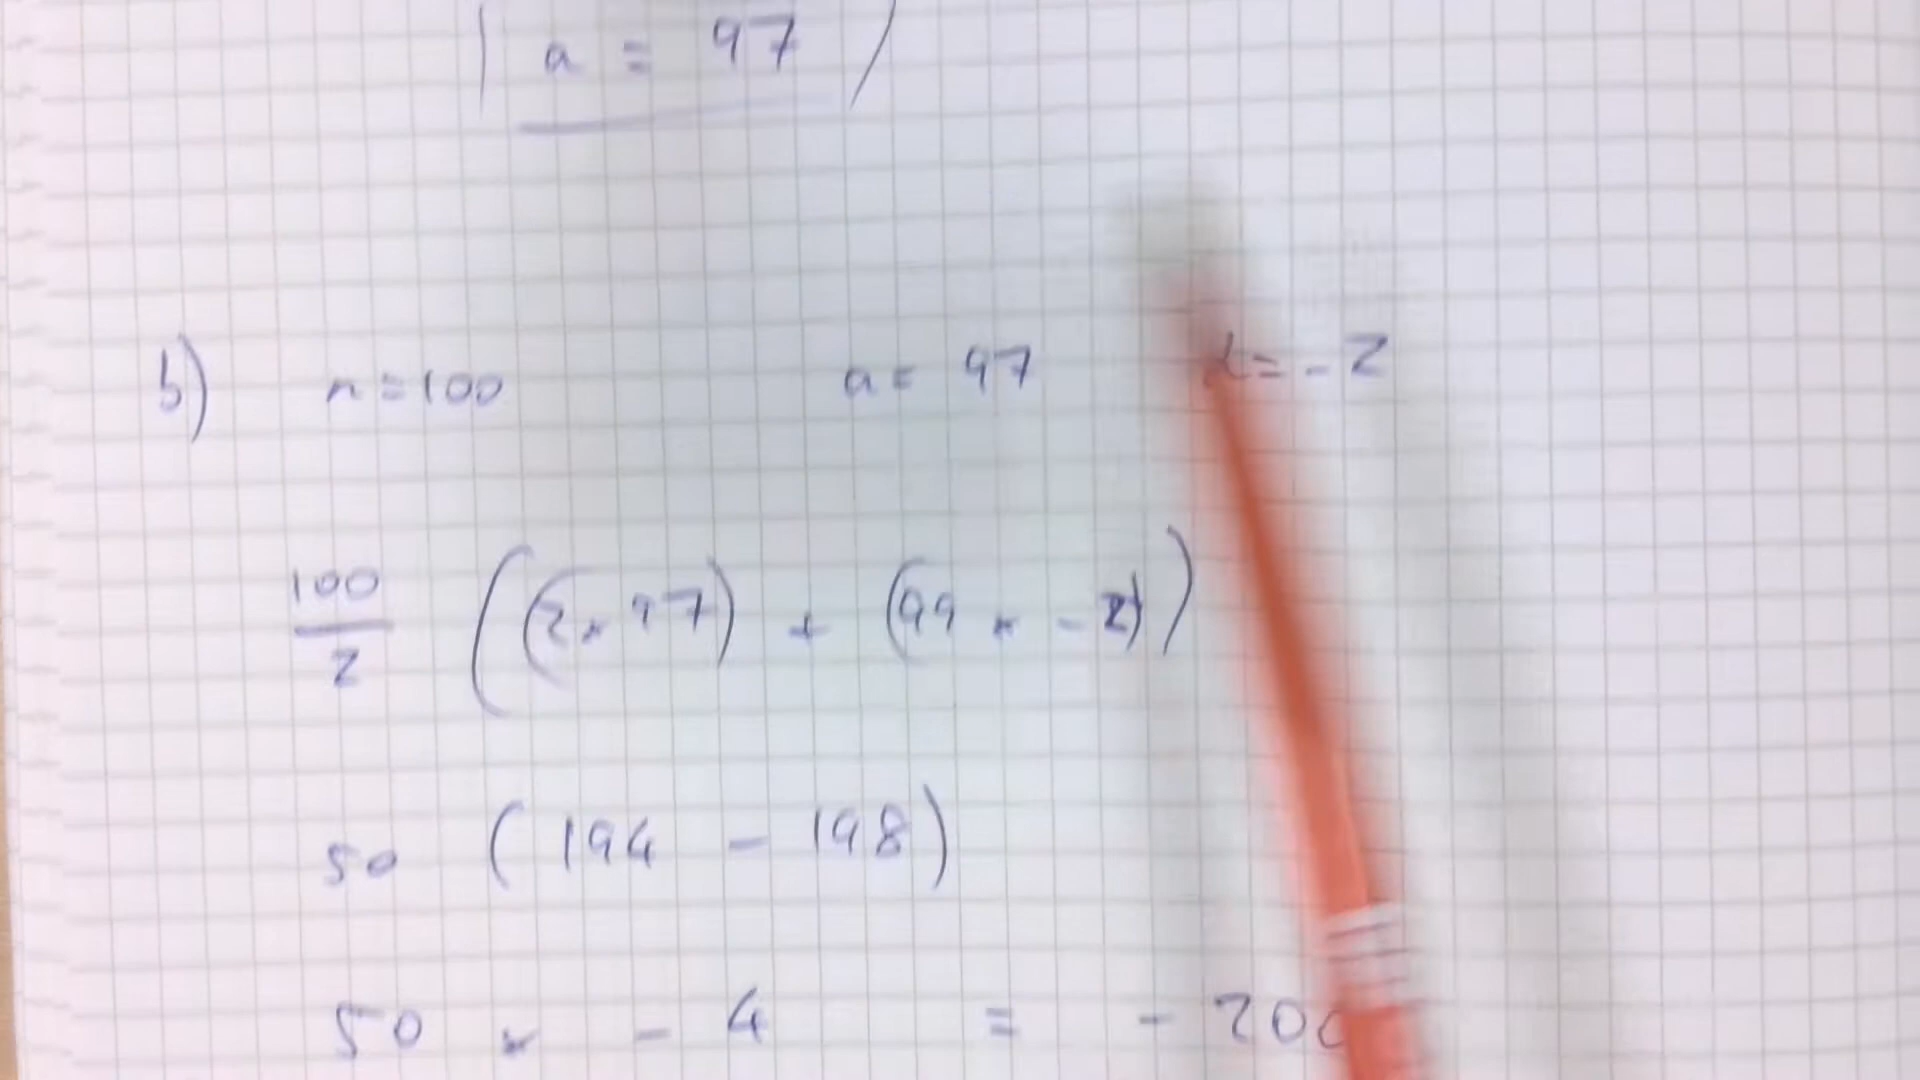 a = 97
b) n = 100 a = 97 d = - 2
100/2 ((2 × 97) + (99 × - 2))
50 (194 - 198)
50 × - 4 = - 200